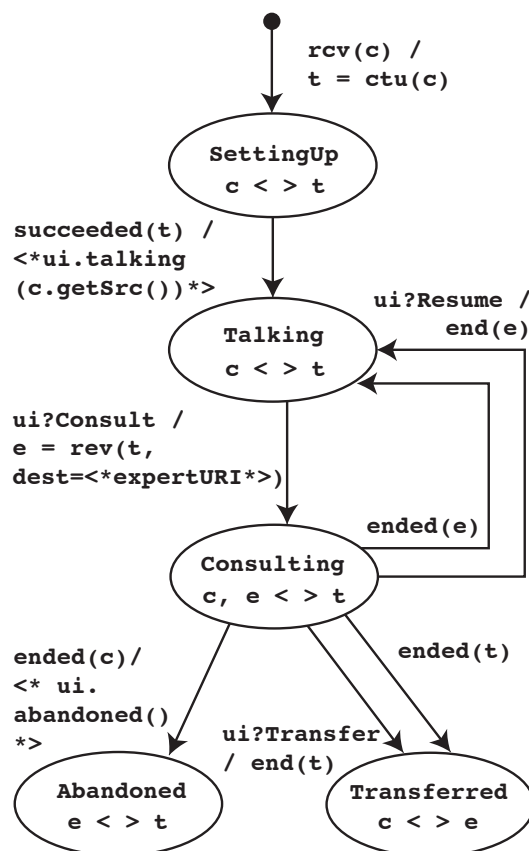 rcv(c) /
t = ctu(c)
SettingUp
c < > t
succeeded(t) /
<*ui.talking
(c.getSrc())*>
ui?Resume /
end(e)
Talking
c < > t
ui?Consult /
e = rev(t,
dest=<*expertURI*>)
ended(e)
Consulting
c, e < > t
ended(c)/
<* ui.
abandoned()
*>
ended(t)
ui?Transfer
/ end(t)
Abandoned
e < > t
Transferred
c < > e